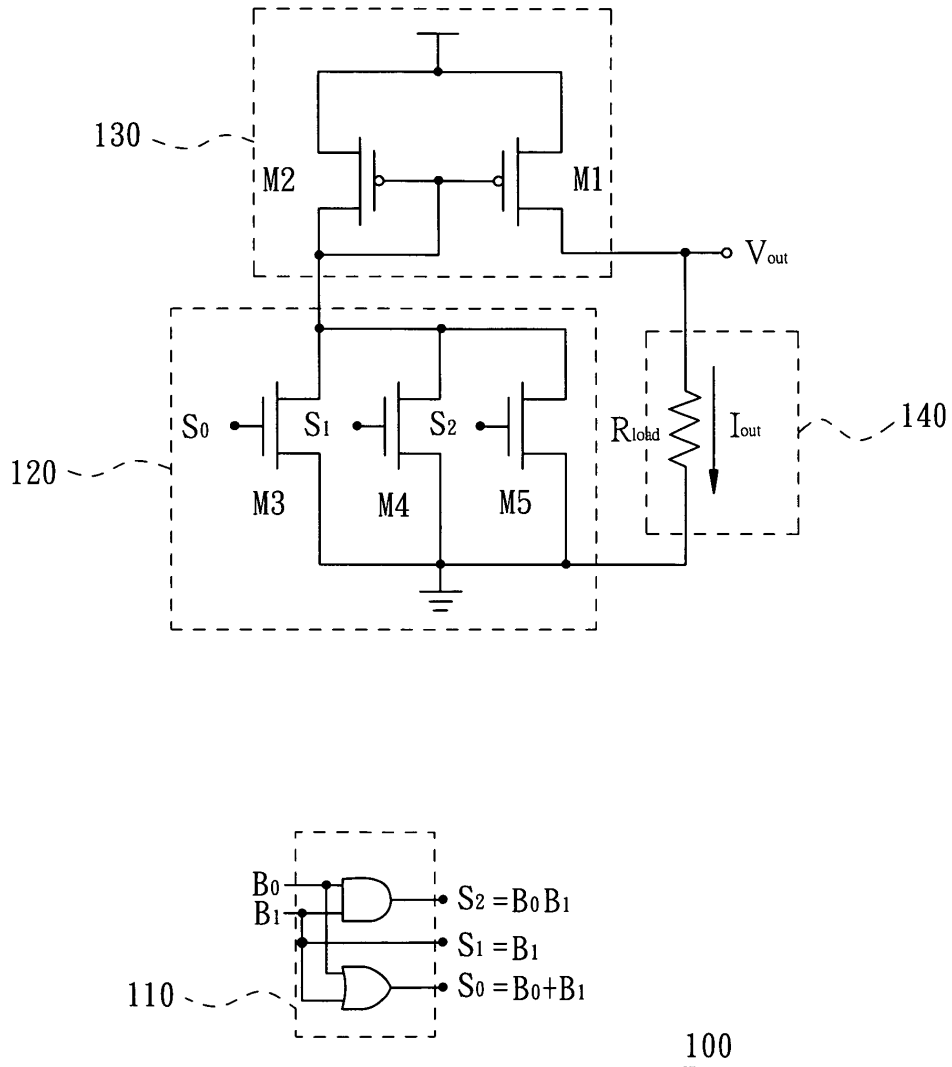 130
M2
M1
Vout
S0
S1
S2
Rload
Iout
140
120
M3
M4
M5
B0
B1
S2=B0B1
S1=B1
S0=B0+B1
110
100